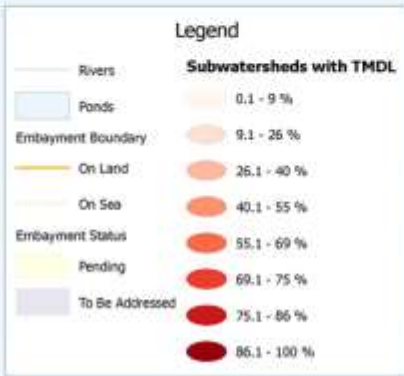 Legend
Rivers
Ponds
Embayment Boundary
On Land
On Sea
Embayment Status
Pending
To Be Addressed
Subwatersheds with TMDL
0.1 - 9 %
9.1 - 26 %
26.1 - 40 %
40.1 - 55 %
55.1 - 69 %
69.1 - 75 %
75.1 - 86 %
86.1 - 100 %